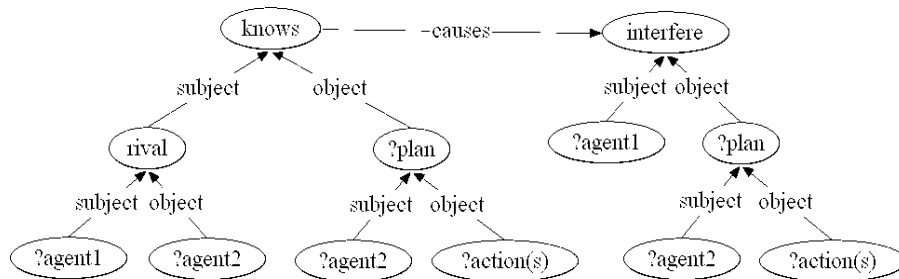 knows
causes
interfere
subject
object
subject
object
rival
?plan
?agent1
?plan
subject
object
subject
object
subject
object
?agent1
?agent2
?agent2
?action(s)
?agent2
?action(s)